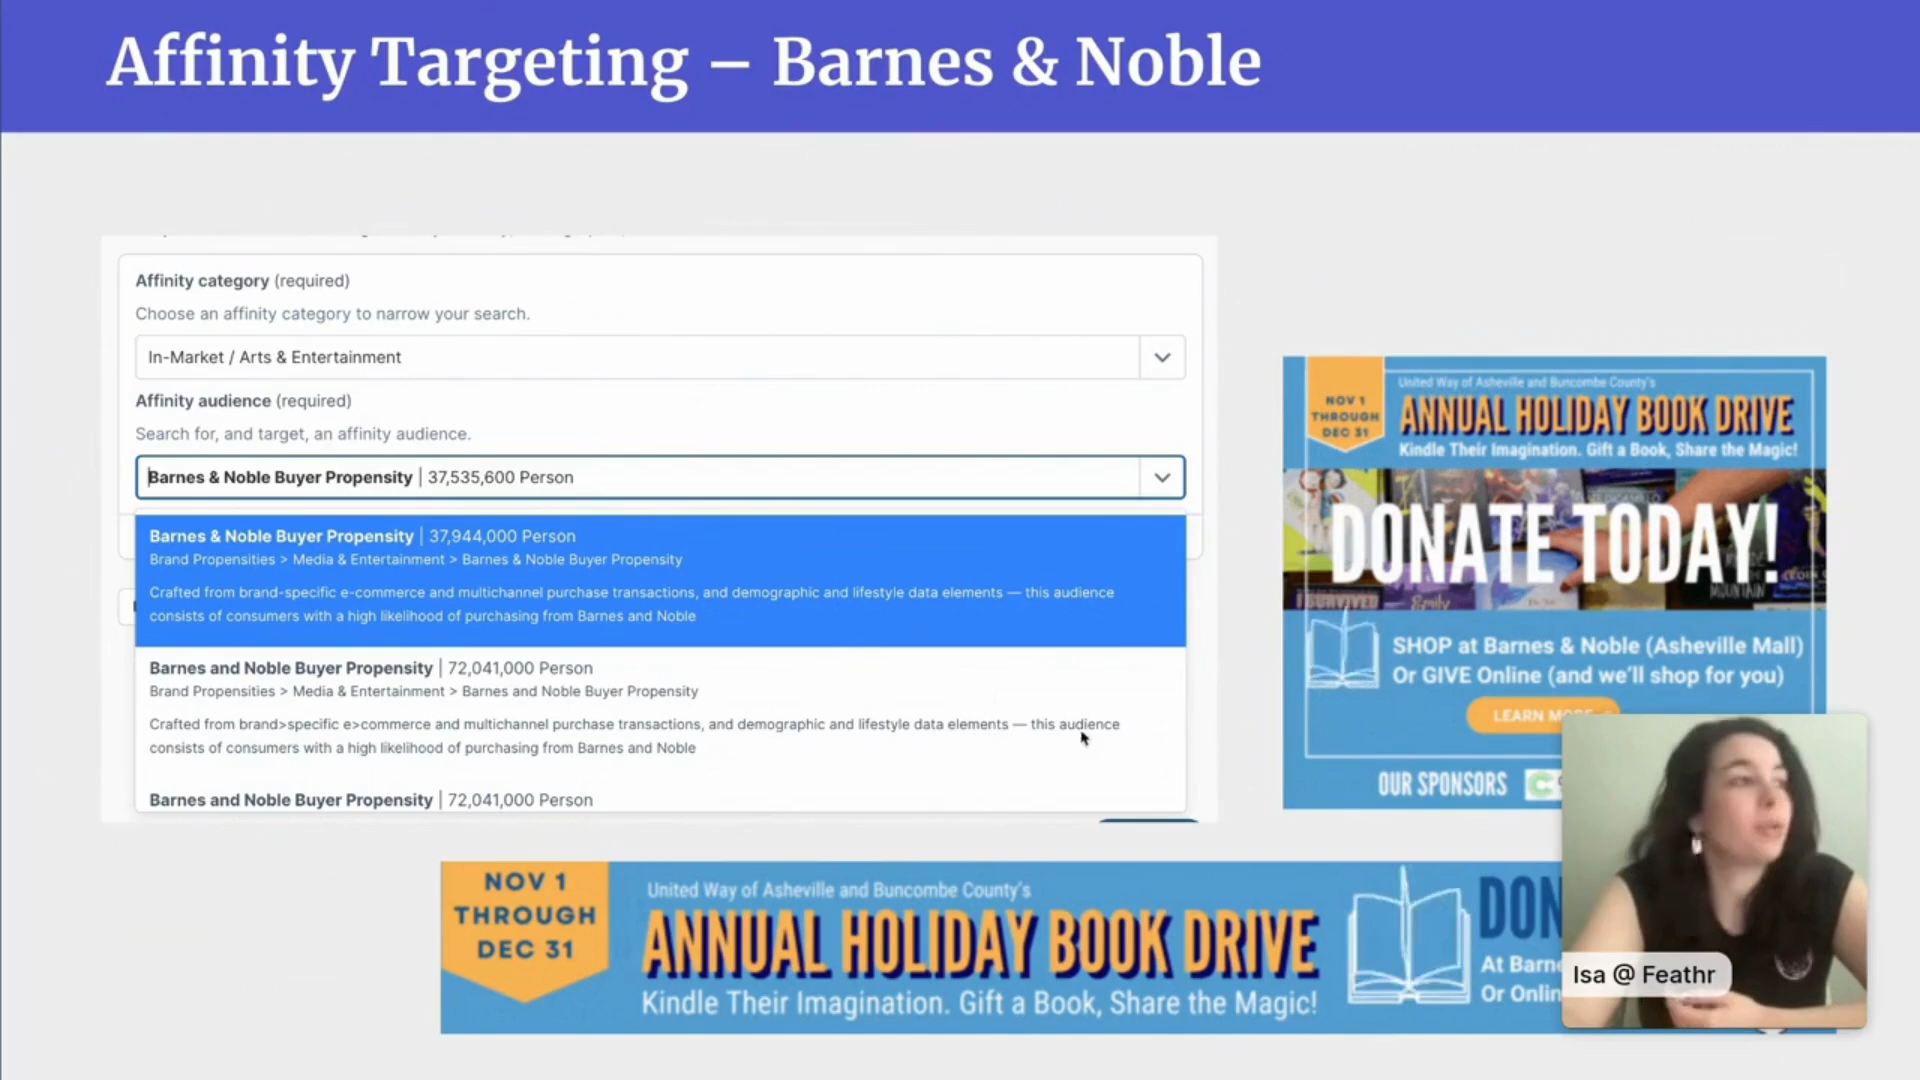 Affinity Targeting – Barnes & Noble
Affinity category (required)
Choose an affinity category to narrow your search.
In-Market / Arts & Entertainment
Affinity audience (required)
Search for, and target, an affinity audience.
Barnes & Noble Buyer Propensity | 37,535,600 Person
Barnes & Noble Buyer Propensity | 37,944,000 Person
Brand Propensities > Media & Entertainment > Barnes & Noble Buyer Propensity
Crafted from brand-specific e-commerce and multichannel purchase transactions, and demographic and lifestyle data elements — this audience
consists of consumers with a high likelihood of purchasing from Barnes and Noble
Barnes and Noble Buyer Propensity | 72,041,000 Person
Brand Propensities > Media & Entertainment > Barnes and Noble Buyer Propensity
Crafted from brand>specific e>commerce and multichannel purchase transactions, and demographic and lifestyle data elements — this audience
consists of consumers with a high likelihood of purchasing from Barnes and Noble
Barnes and Noble Buyer Propensity | 72,041,000 Person
NOV 1
THROUGH
DEC 31
United Way of Asheville and Buncombe County's
ANNUAL HOLIDAY BOOK DRIVE
Kindle Their Imagination. Gift a Book, Share the Magic!
DONATE TODAY!
SURVIVED
Emily
MOUNTAIN
SHOP at Barnes & Noble (Asheville Mall)
Or GIVE Online (and we'll shop for you)
LEARN MORE
OUR SPONSORS
NOV 1
THROUGH
DEC 31
United Way of Asheville and Buncombe County's
ANNUAL HOLIDAY BOOK DRIVE
Kindle Their Imagination. Gift a Book, Share the Magic!
DON
At Barne
Or Onlin
Isa @ Feathr